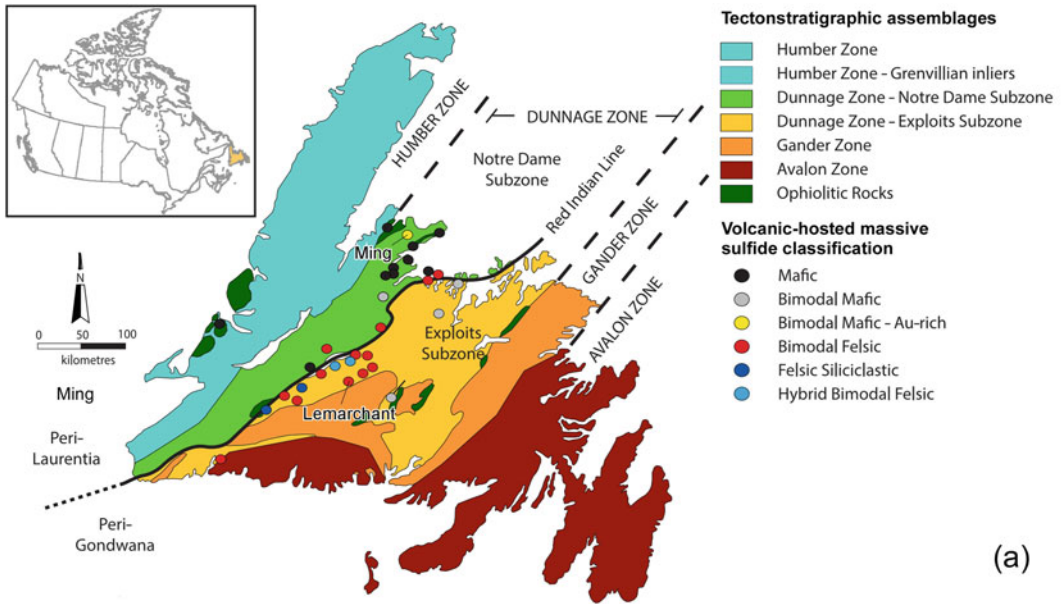 Tectonstratigraphic assemblages
Humber Zone
Humber Zone - Grenvillian inliers
Dunnage Zone - Notre Dame Subzone
Dunnage Zone - Exploits Subzone
Gander Zone
Avalon Zone
Ophiolitic Rocks
Volcanic-hosted massive
sulfide classification
Mafic
Bimodal Mafic
Bimodal Mafic - Au-rich
Bimodal Felsic
Felsic Siliciclastic
Hybrid Bimodal Felsic
HUMBER ZONE
DUNNAGE ZONE
Notre Dame
Subzone
Red Indian Line
GANDER ZONE
AVALON ZONE
Ming
Exploits
Subzone
Lemarchant
N
0 50 100
kilometres
Ming
Peri-
Laurentia
Peri-
Gondwana
(a)